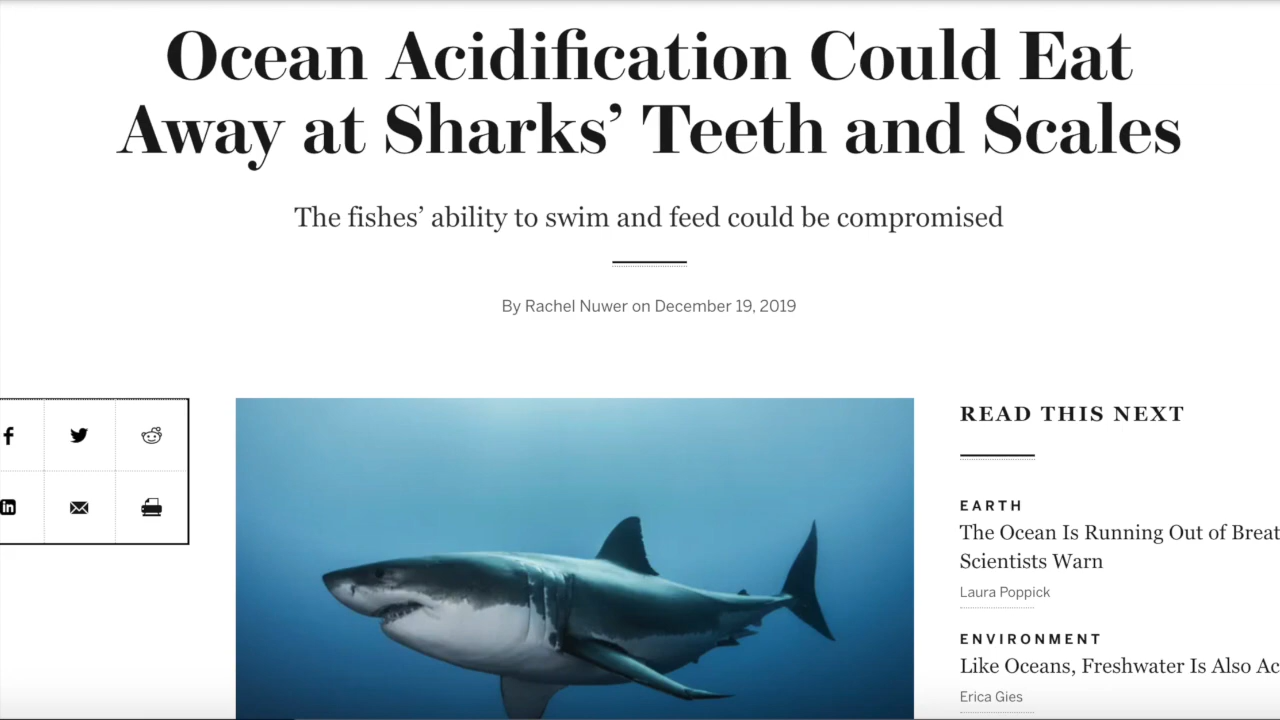 Ocean Acidification Could Eat
Away at Sharks’ Teeth and Scales
The fishes’ ability to swim and feed could be compromised
By Rachel Nuwer on December 19, 2019
READ THIS NEXT
EARTH
The Ocean Is Running Out of
Scientists Warn
Laura Poppick
ENVIRONMENT
Like Oceans, Freshwater Is Also
Erica Gies
in